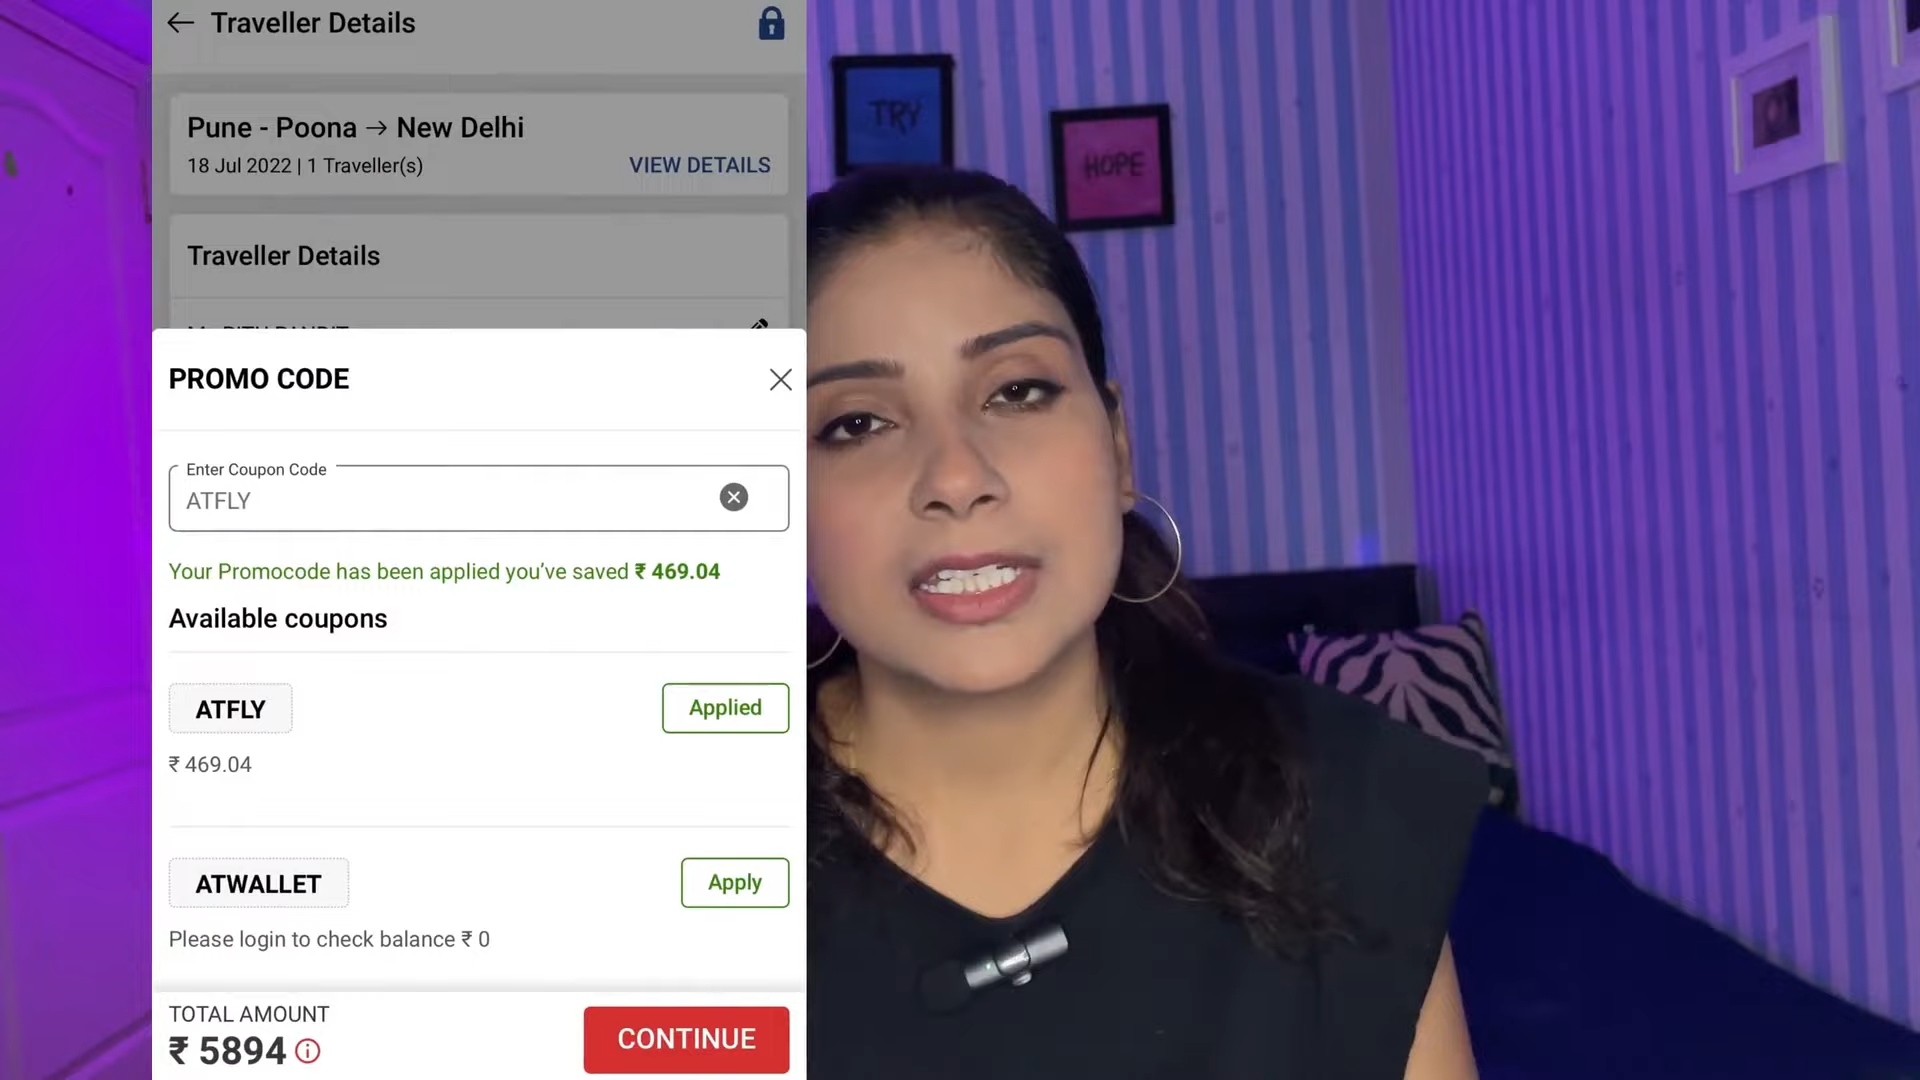 Traveller Details
Pune - Poona → New Delhi
18 Jul 2022 | 1 Traveller(s)
VIEW DETAILS
Traveller Details
PROMO CODE
Enter Coupon Code
ATFLY
Your Promocode has been applied you've saved ₹ 469.04
Available coupons
ATFLY
Applied
₹ 469.04
ATWALLET
Apply
Please login to check balance ₹ 0
TOTAL AMOUNT
₹ 5894
CONTINUE
TRY
HOPE